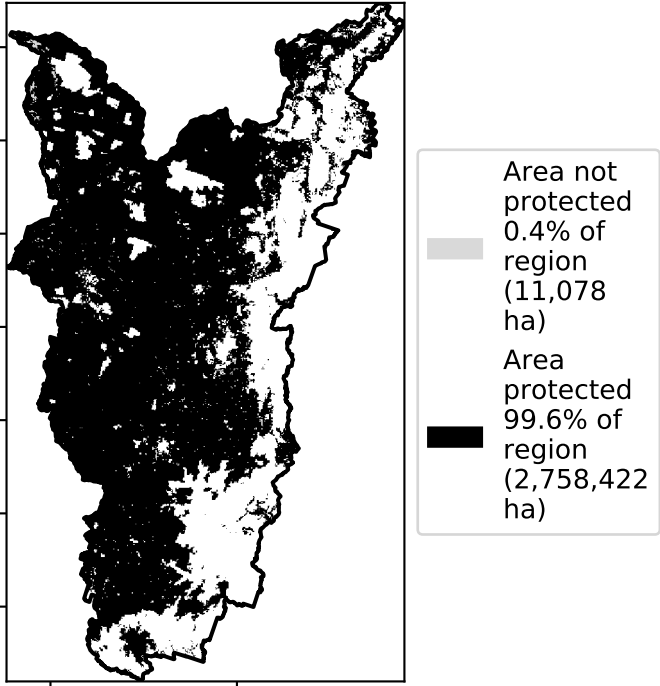 Area not
protected
0.4% of
region
(11,078
ha)
Area
protected
99.6% of
region
(2,758,422
ha)